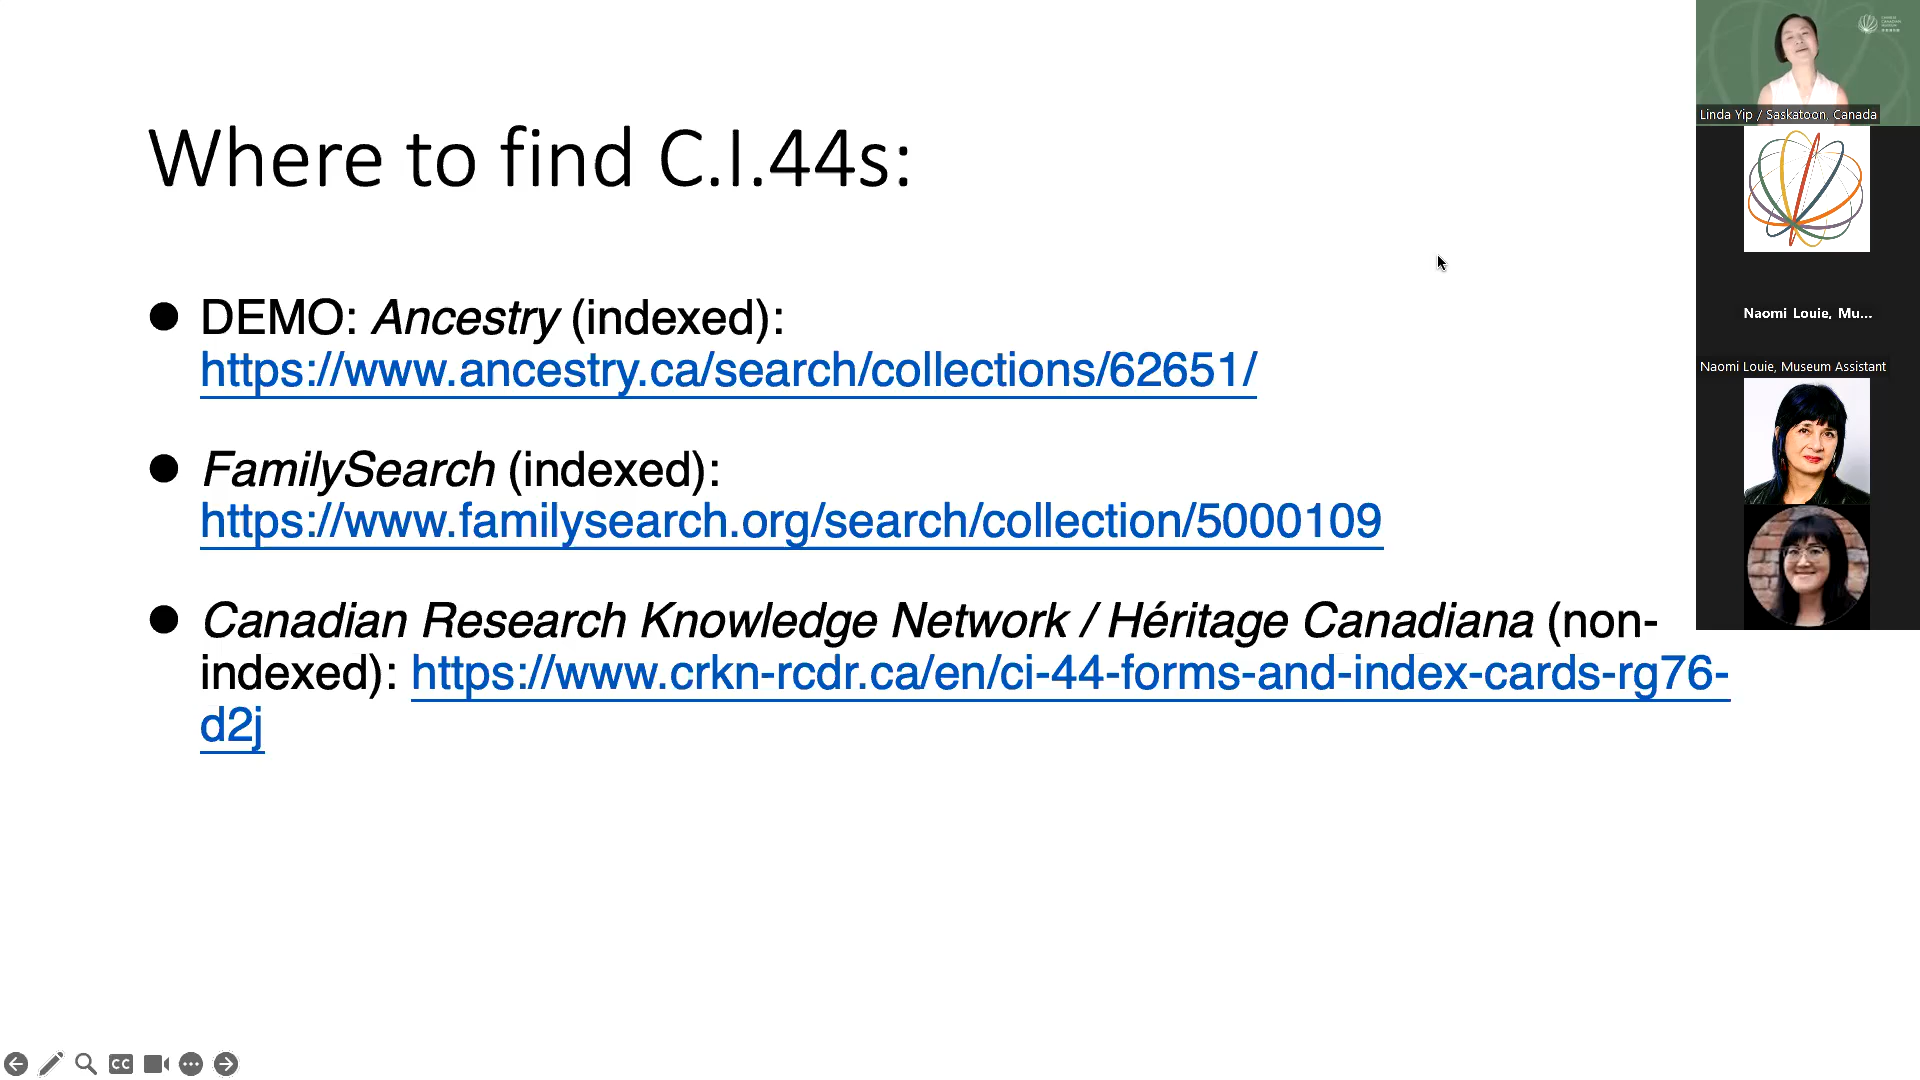 Where to find C.I.44s:
DEMO: Ancestry (indexed):
https://www.ancestry.ca/search/collections/62651/
FamilySearch (indexed):
https://www.familysearch.org/search/collection/5000109
Canadian Research Knowledge Network / Héritage Canadiana (non-
indexed): https://www.crkn-rcdr.ca/en/ci-44-forms-and-index-cards-rg76-
d2j
Linda Yip / Saskatoon, Canada
Naomi Louie, Mu...
Naomi Louie, Museum Assistant
CC